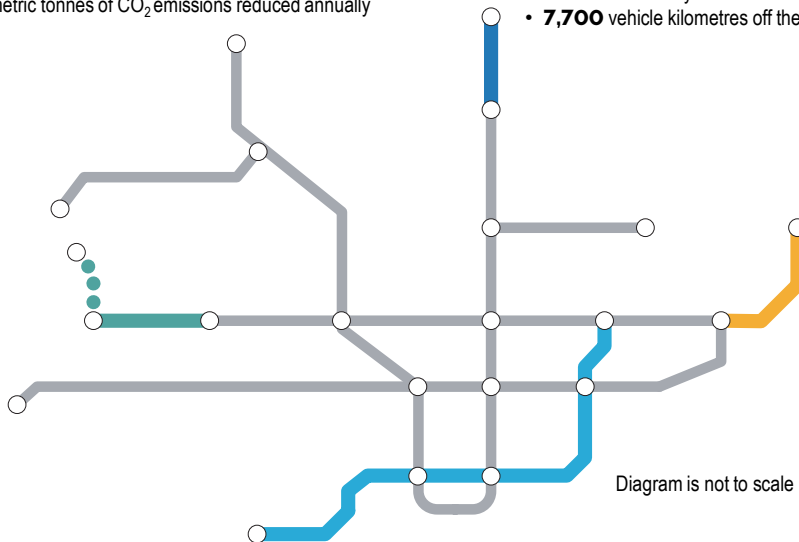 metric tonnes of CO2 emissions reduced annually
• 7,700 vehicle kilometres off the
Diagram is not to scale